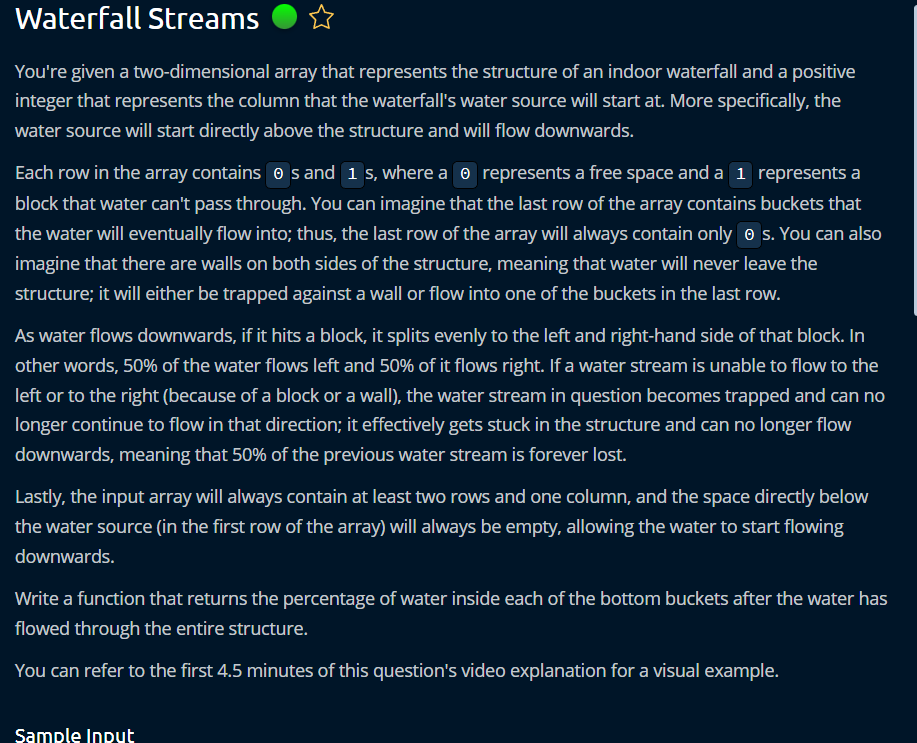 Waterfall Streams
You're given a two-dimensional array that represents the structure of an indoor waterfall and a positive
integer that represents the column that the waterfall's water source will start at. More specifically, the
water source will start directly above the structure and will flow downwards.
Each row in the array contains 0 s and 1 s, where a 0 represents a free space and a 1 represents a
block that water can't pass through. You can imagine that the last row of the array contains buckets that
the water will eventually flow into; thus, the last row of the array will always contain only 0 s. You can also
imagine that there are walls on both sides of the structure, meaning that water will never leave the
structure; it will either be trapped against a wall or flow into one of the buckets in the last row.
As water flows downwards, if it hits a block, it splits evenly to the left and right-hand side of that block. In
other words, 50% of the water flows left and 50% of it flows right. If a water stream is unable to flow to the
left or to the right (because of a block or a wall), the water stream in question becomes trapped and can no
longer continue to flow in that direction; it effectively gets stuck in the structure and can no longer flow
downwards, meaning that 50% of the previous water stream is forever lost.
Lastly, the input array will always contain at least two rows and one column, and the space directly below
the water source (in the first row of the array) will always be empty, allowing the water to start flowing
downwards.
Write a function that returns the percentage of water inside each of the bottom buckets after the water has
flowed through the entire structure.
You can refer to the first 4.5 minutes of this question's video explanation for a visual example.
Sample Input